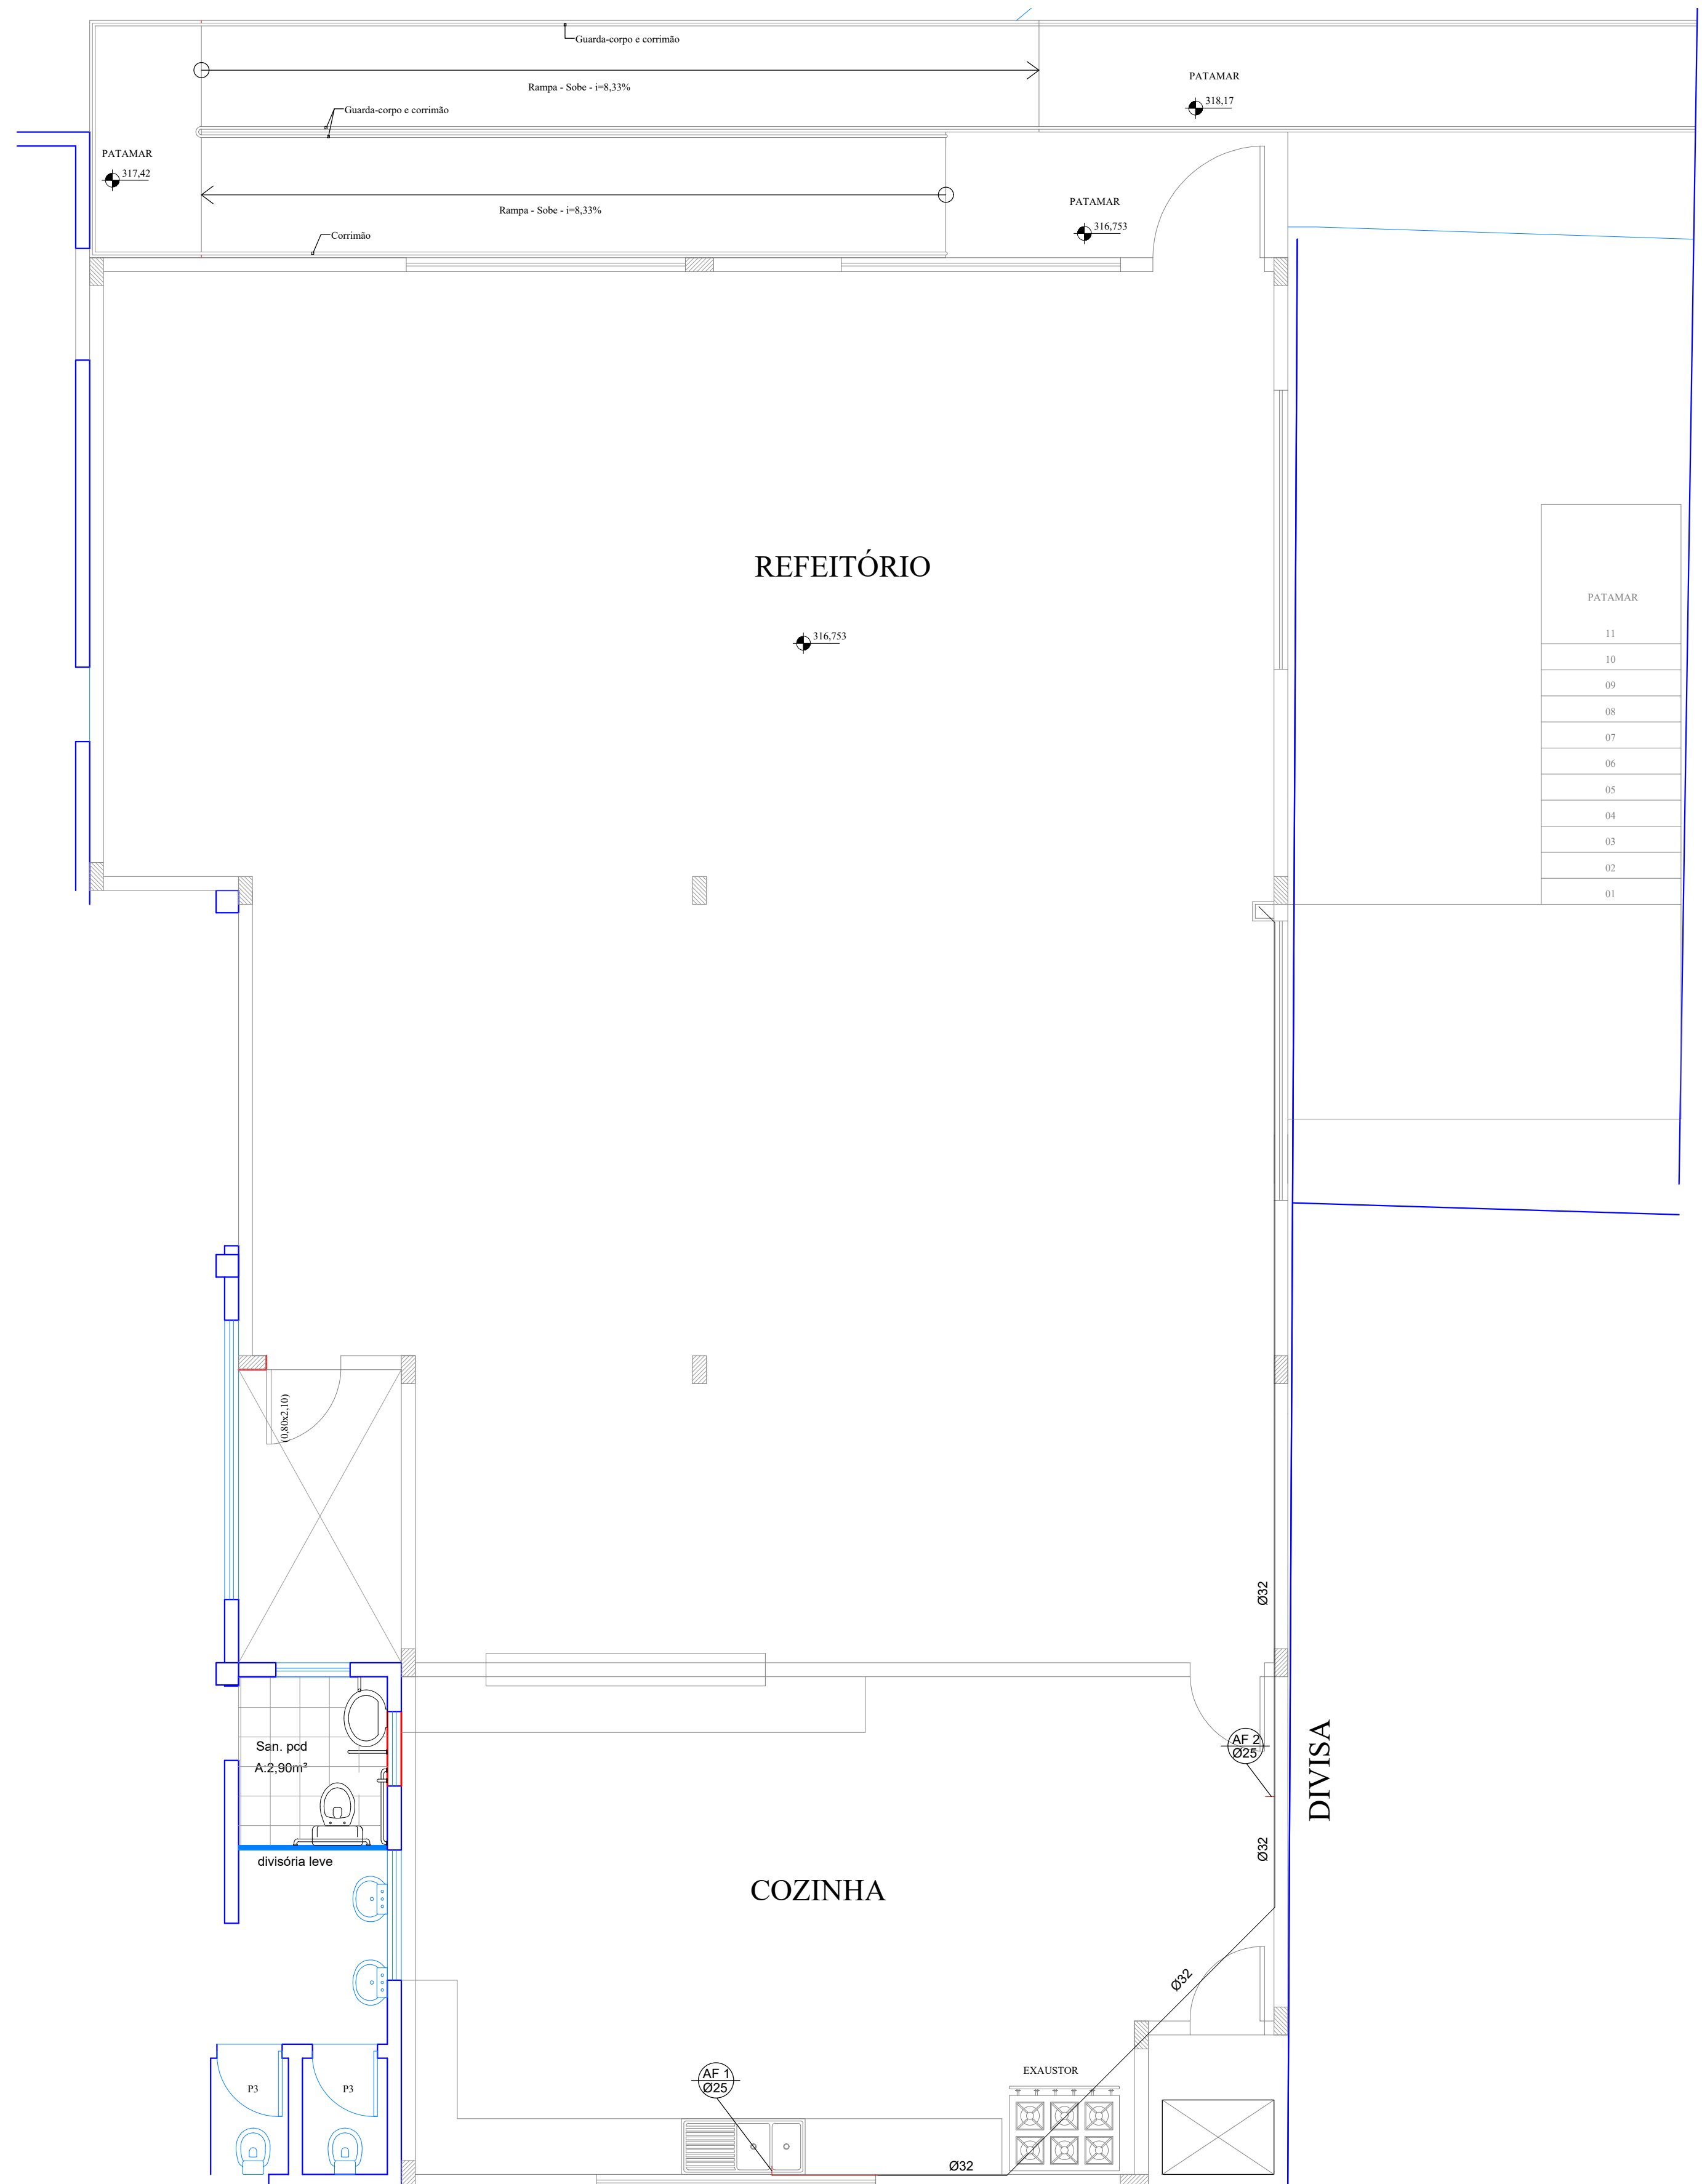 Guarda-corpo e corrimão
Rampa - Sobe - i=8,33%
PATAMAR
318,17
Guarda-corpo e corrimão
PATAMAR
317,42
Rampa - Sobe - i=8,33%
PATAMAR
316,753
Corrimão
REFEITÓRIO
316,753
PATAMAR
11
10
09
08
07
06
05
04
03
02
01
(0,80x2,10)
Ø32
San. pcd
A:2,90m²
AF 2
Ø25
DIVISA
Ø32
divisória leve
COZINHA
Ø32
EXAUSTOR
AF 1
Ø25
P3
P3
Ø32